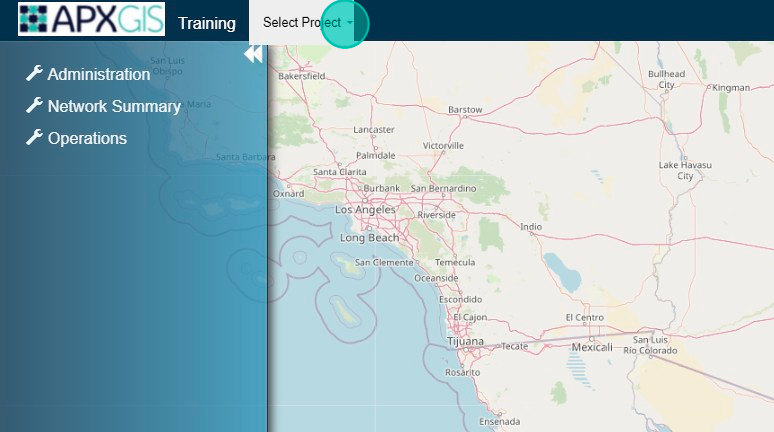 APXGIS
Training
Select Project
Administration
Network Summary
Operations
San Luis
Obispo
Santa Maria
Santa Barbara
Bakersfield
Barstow
Bullhead
City
Kingman
Lancaster
Palmdale
Victorville
Lake Havasu
City
Santa Clarita
Oxnard
Burbank
San Bernardino
Los Angeles
Riverside
Long Beach
Indio
San Clemente
Temecula
Oceanside
Escondido
El Cajon
El Centro
Tijuana
Tecate
Mexicali
San Luis
Río Colorado
Rosarito
Ensenada